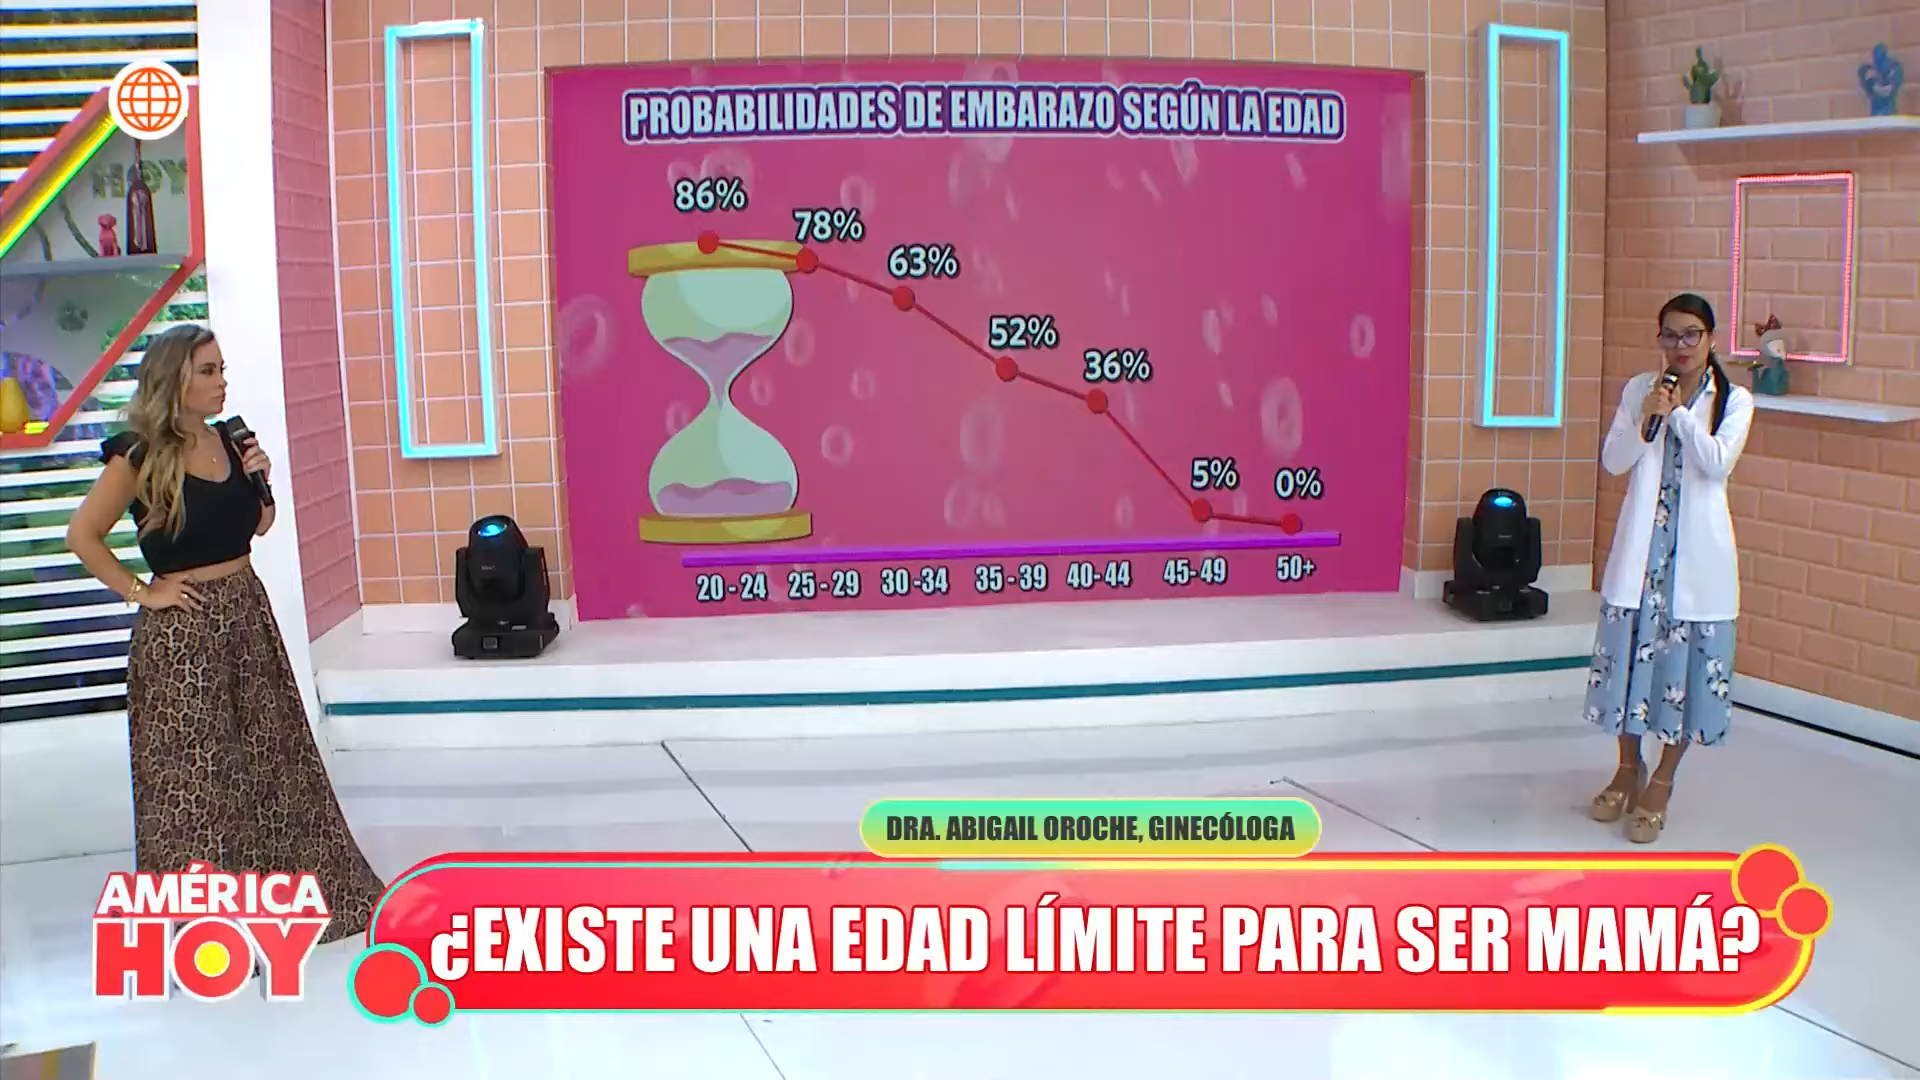 HOY
PROBABILIDADES DE EMBARAZO SEGÚN LA EDAD
86%
78%
63%
52%
36%
5%
0%
20-24
25-29
30-34
35-39
40-44
45-49
50+
DRA. ABIGAIL OROCHE, GINECÓLOGA
AMÉRICA
HOY
¿EXISTE UNA EDAD LÍMITE PARA SER MAMÁ?